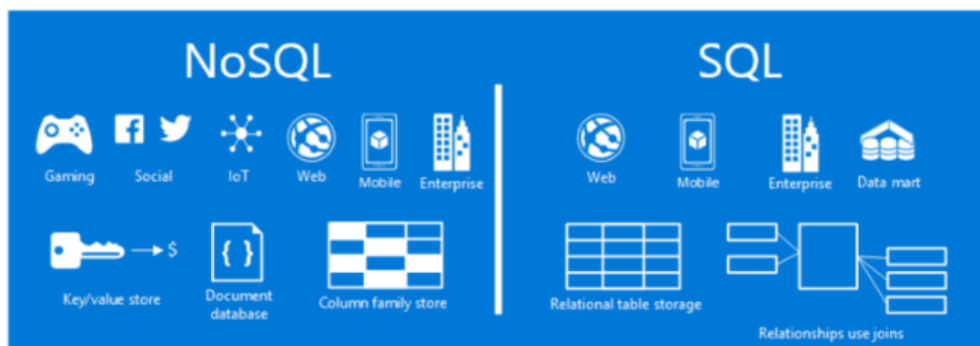 NoSQL
SQL
Gaming
Social
IoT
Web
Mobile
Enterprise
Web
Mobile
Enterprise
Data mart
$
{ }
Key/value store
Document
database
Column family store
Relational table storage
Relationships use joins